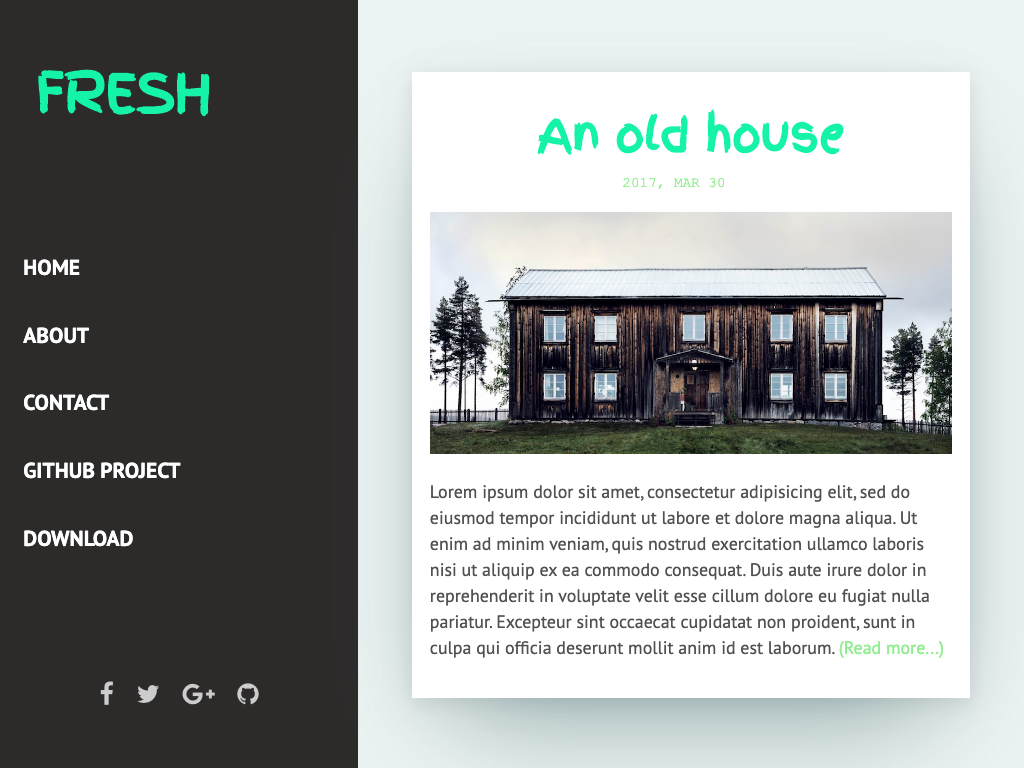 FRESH
HOME
ABOUT
CONTACT
GITHUB PROJECT
DOWNLOAD
An old house
2017, MAR 30
Lorem ipsum dolor sit amet, consectetur adipisicing elit, sed do
eiusmod tempor incididunt ut labore et dolore magna aliqua. Ut
enim ad minim veniam, quis nostrud exercitation ullamco laboris
nisi ut aliquip ex ea commodo consequat. Duis aute irure dolor in
reprehenderit in voluptate velit esse cillum dolore eu fugiat nulla
pariatur. Excepteur sint occaecat cupidatat non proident, sunt in
culpa qui officia deserunt mollit anim id est laborum. (Read more...)